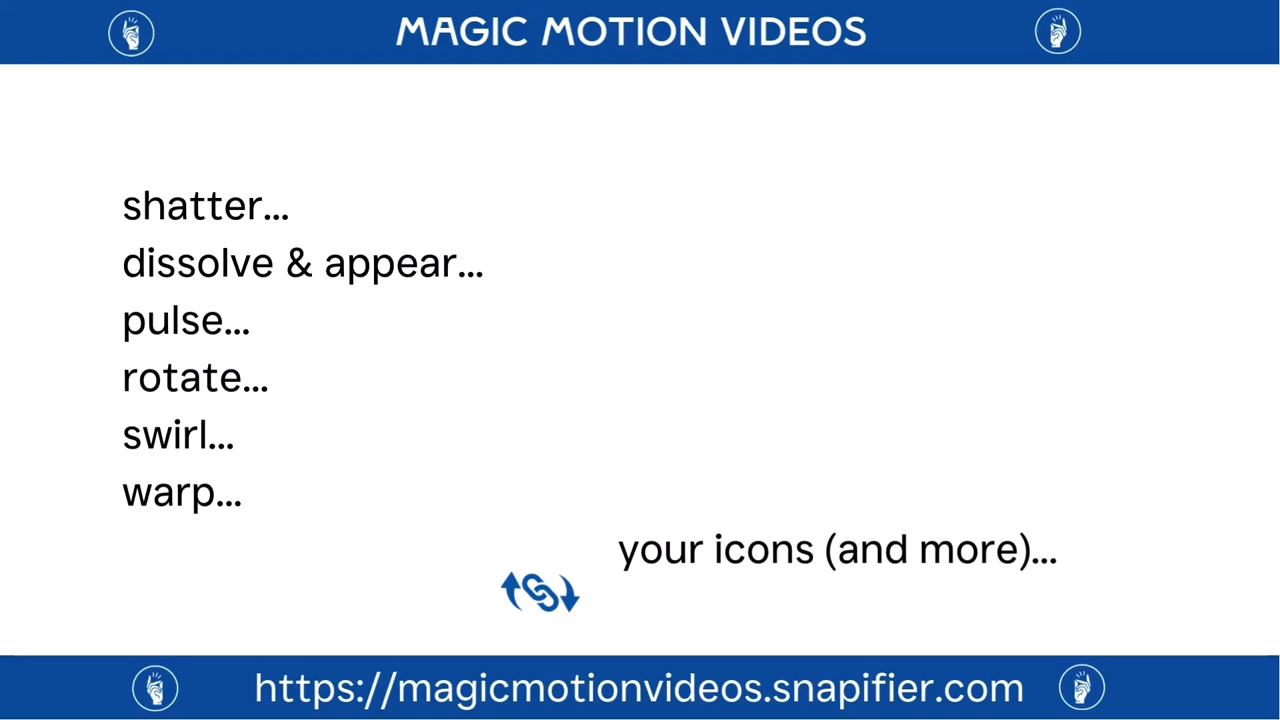 MAGIC MOTION VIDEOS
shatter...
dissolve & appear...
pulse...
rotate...
swirl...
warp...
your icons (and more)...
https://magicmotionvideos.snapifier.com